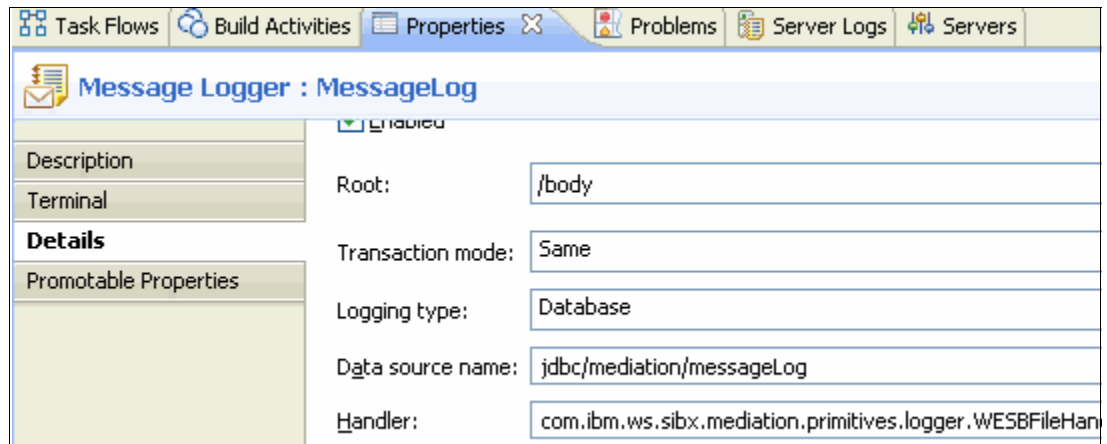 Task Flows Build Activities Properties Problems Server Logs Servers
Message Logger : MessageLog
Enabled
Description
Terminal
Details
Promotable Properties
Root: /body
Transaction mode: Same
Logging type: Database
Data source name: jdbc/mediation/messageLog
Handler: com.ibm.ws.sibx.mediation.primitives.logger.WESBFileHan